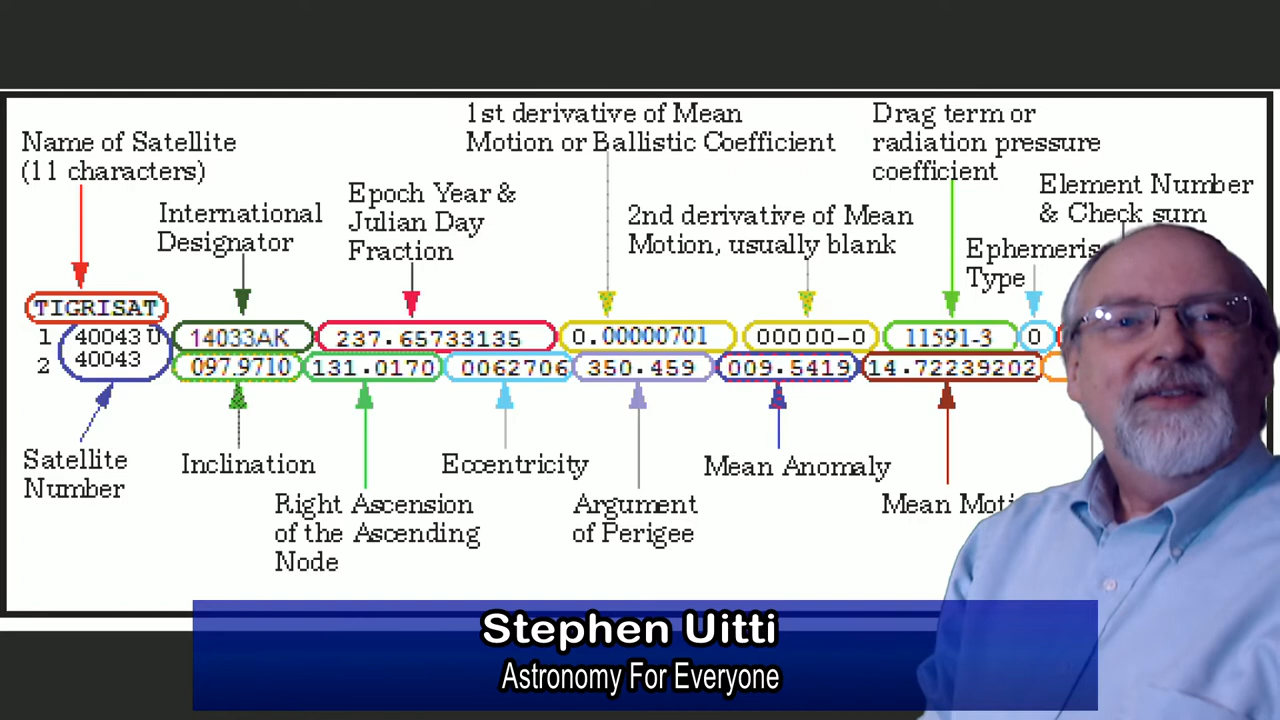 1st derivative of Mean
Motion or Ballistic Coefficient
Drag term or
radiation pressure
coefficient
Name of Satellite
(11 characters)
International
Designator
Epoch Year &
Julian Day
Fraction
2nd derivative of Mean
Motion, usually blank
Element Number
& Check sum
Ephemeris
Type
TIGRISAT
1 40043 U 14033AK 237.65733135 0.00000701 00000-0 11591-3 0
2 40043 097.9710 131.0170 0062706 350.459 009.5419 14.72239202
Satellite
Number
Inclination
Right Ascension
of the Ascending
Node
Eccentricity
Argument
of Perigee
Mean Anomaly
Mean
Stephen Uitti
Astronomy For Everyone